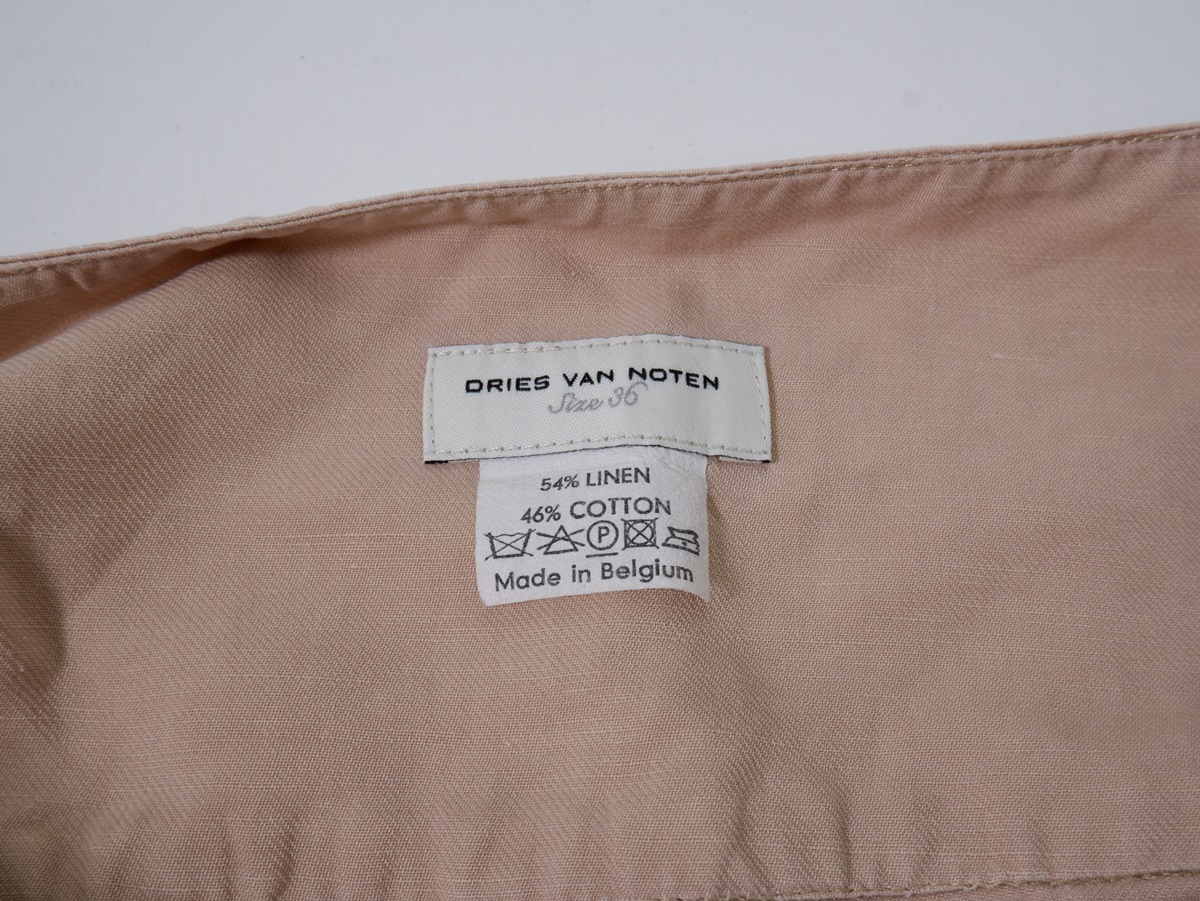 DRIES VAN NOTEN
Size 36
54% LINEN
46% COTTON
P
Made in Belgium